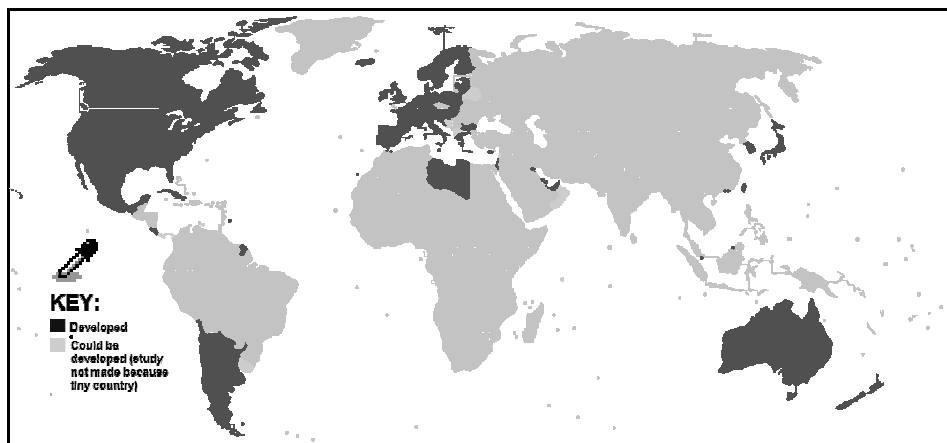 KEY:
Developed
Could be
developed (study
not made because
tiny country)